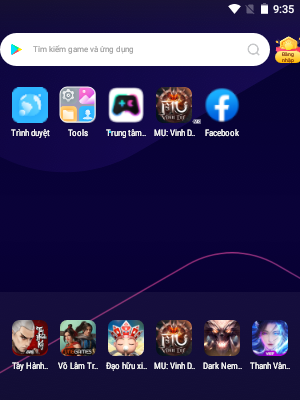 9:35
Tìm kiếm game và ứng dụng
Đăng nhập
Trình duyệt Tools Trung tâm.. MU: Vinh D.. Facebook
Tây Hành.. Võ Lâm Tr.. Đạo hữu xi.. MU: Vinh D.. Dark Nem.. Thanh Vân..